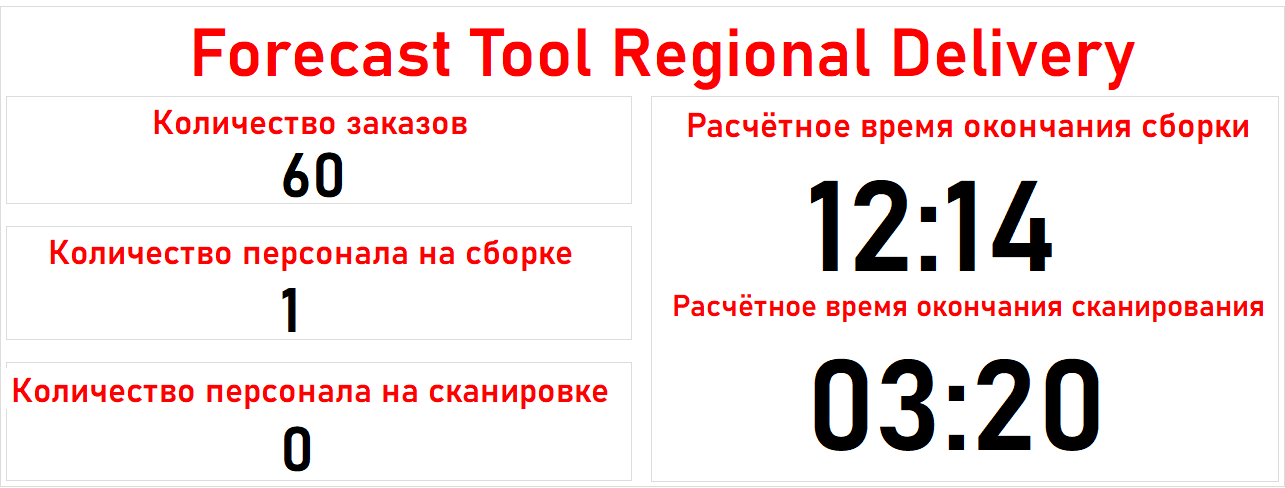 Forecast Tool Regional Delivery
Количество заказов
60
Количество персонала на сборке
1
Количество персонала на сканировке
0
Расчётное время окончания сборки
12:14
Расчётное время окончания сканирования
03:20